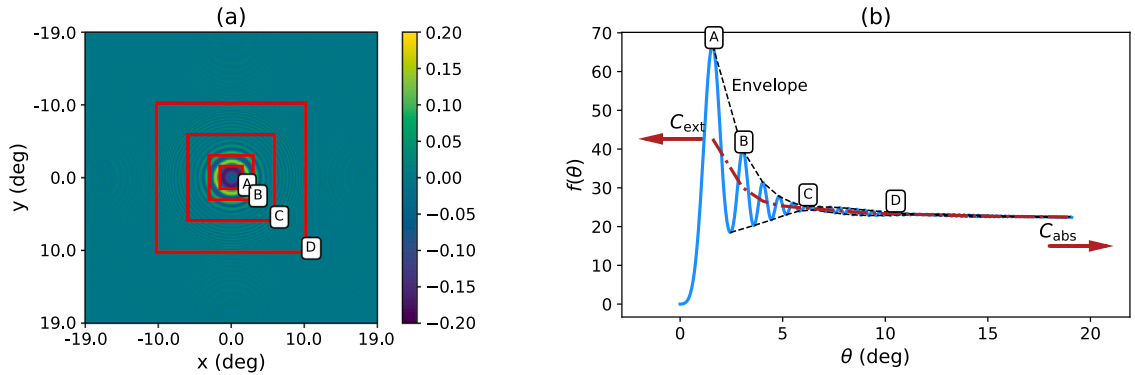 (a)
-19.0
-10.0
0.0
10.0
19.0
y (deg)
-19.0
-10.0
0.0
10.0
19.0
x (deg)
A
B
C
D
0.20
0.15
0.10
0.05
0.00
−0.05
−0.10
−0.15
−0.20
(b)
70
60
50
40
30
20
10
0
f(θ)
0
5
10
15
20
θ (deg)
A
Envelope
C_ext
B
C
D
C_abs